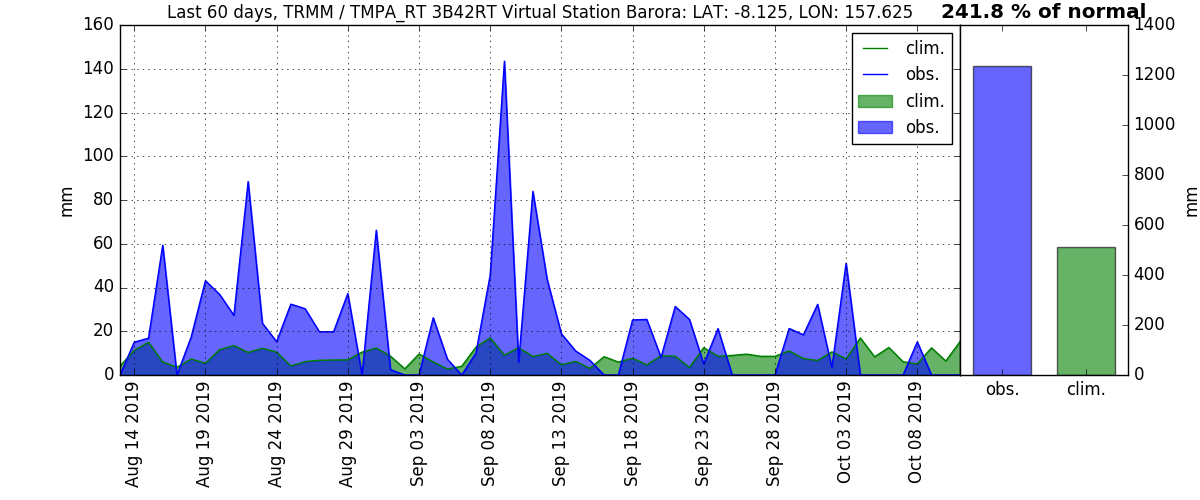 Last 60 days, TRMM / TMPA_RT 3B42RT Virtual Station Barora: LAT: -8.125, LON: 157.625
241.8 % of normal
160
140
120
100
80
60
40
20
0
mm
clim.
obs.
clim.
obs.
1400
1200
1000
800
600
400
200
0
mm
Aug 14 2019
Aug 19 2019
Aug 24 2019
Aug 29 2019
Sep 03 2019
Sep 08 2019
Sep 13 2019
Sep 18 2019
Sep 23 2019
Sep 28 2019
Oct 03 2019
Oct 08 2019
obs.
clim.